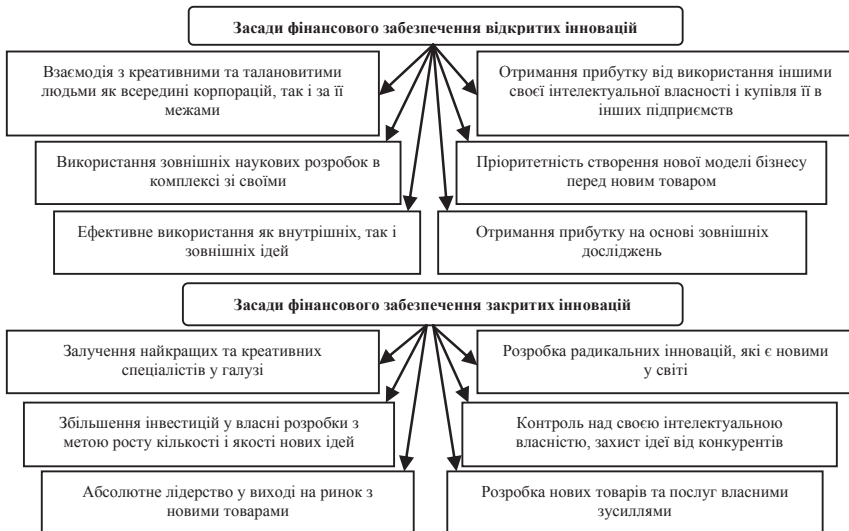 Засади фінансового забезпечення відкритих інновацій
Взаємодія з креативними та талановитими
людьми як всередині корпорацій, так і за її
межами
Отримання прибутку від використання іншими
своєї інтелектуальної власності і купівля її в
інших підприємств
Використання зовнішніх наукових розробок в
комплексі зі своїми
Пріоритетність створення нової моделі бізнесу
перед новим товаром
Ефективне використання як внутрішніх, так і
зовнішніх ідей
Отримання прибутку на основі зовнішніх
досліджень
Засади фінансового забезпечення закритих інновацій
Залучення найкращих та креативних
спеціалістів у галузі
Розробка радикальних інновацій, які є новими
у світі
Збільшення інвестицій у власні розробки з
метою росту кількості і якості нових ідей
Контроль над своєю інтелектуальною
власністю, захист ідеї від конкурентів
Абсолютне лідерство у виході на ринок з
новими товарами
Розробка нових товарів та послуг власними
зусиллями